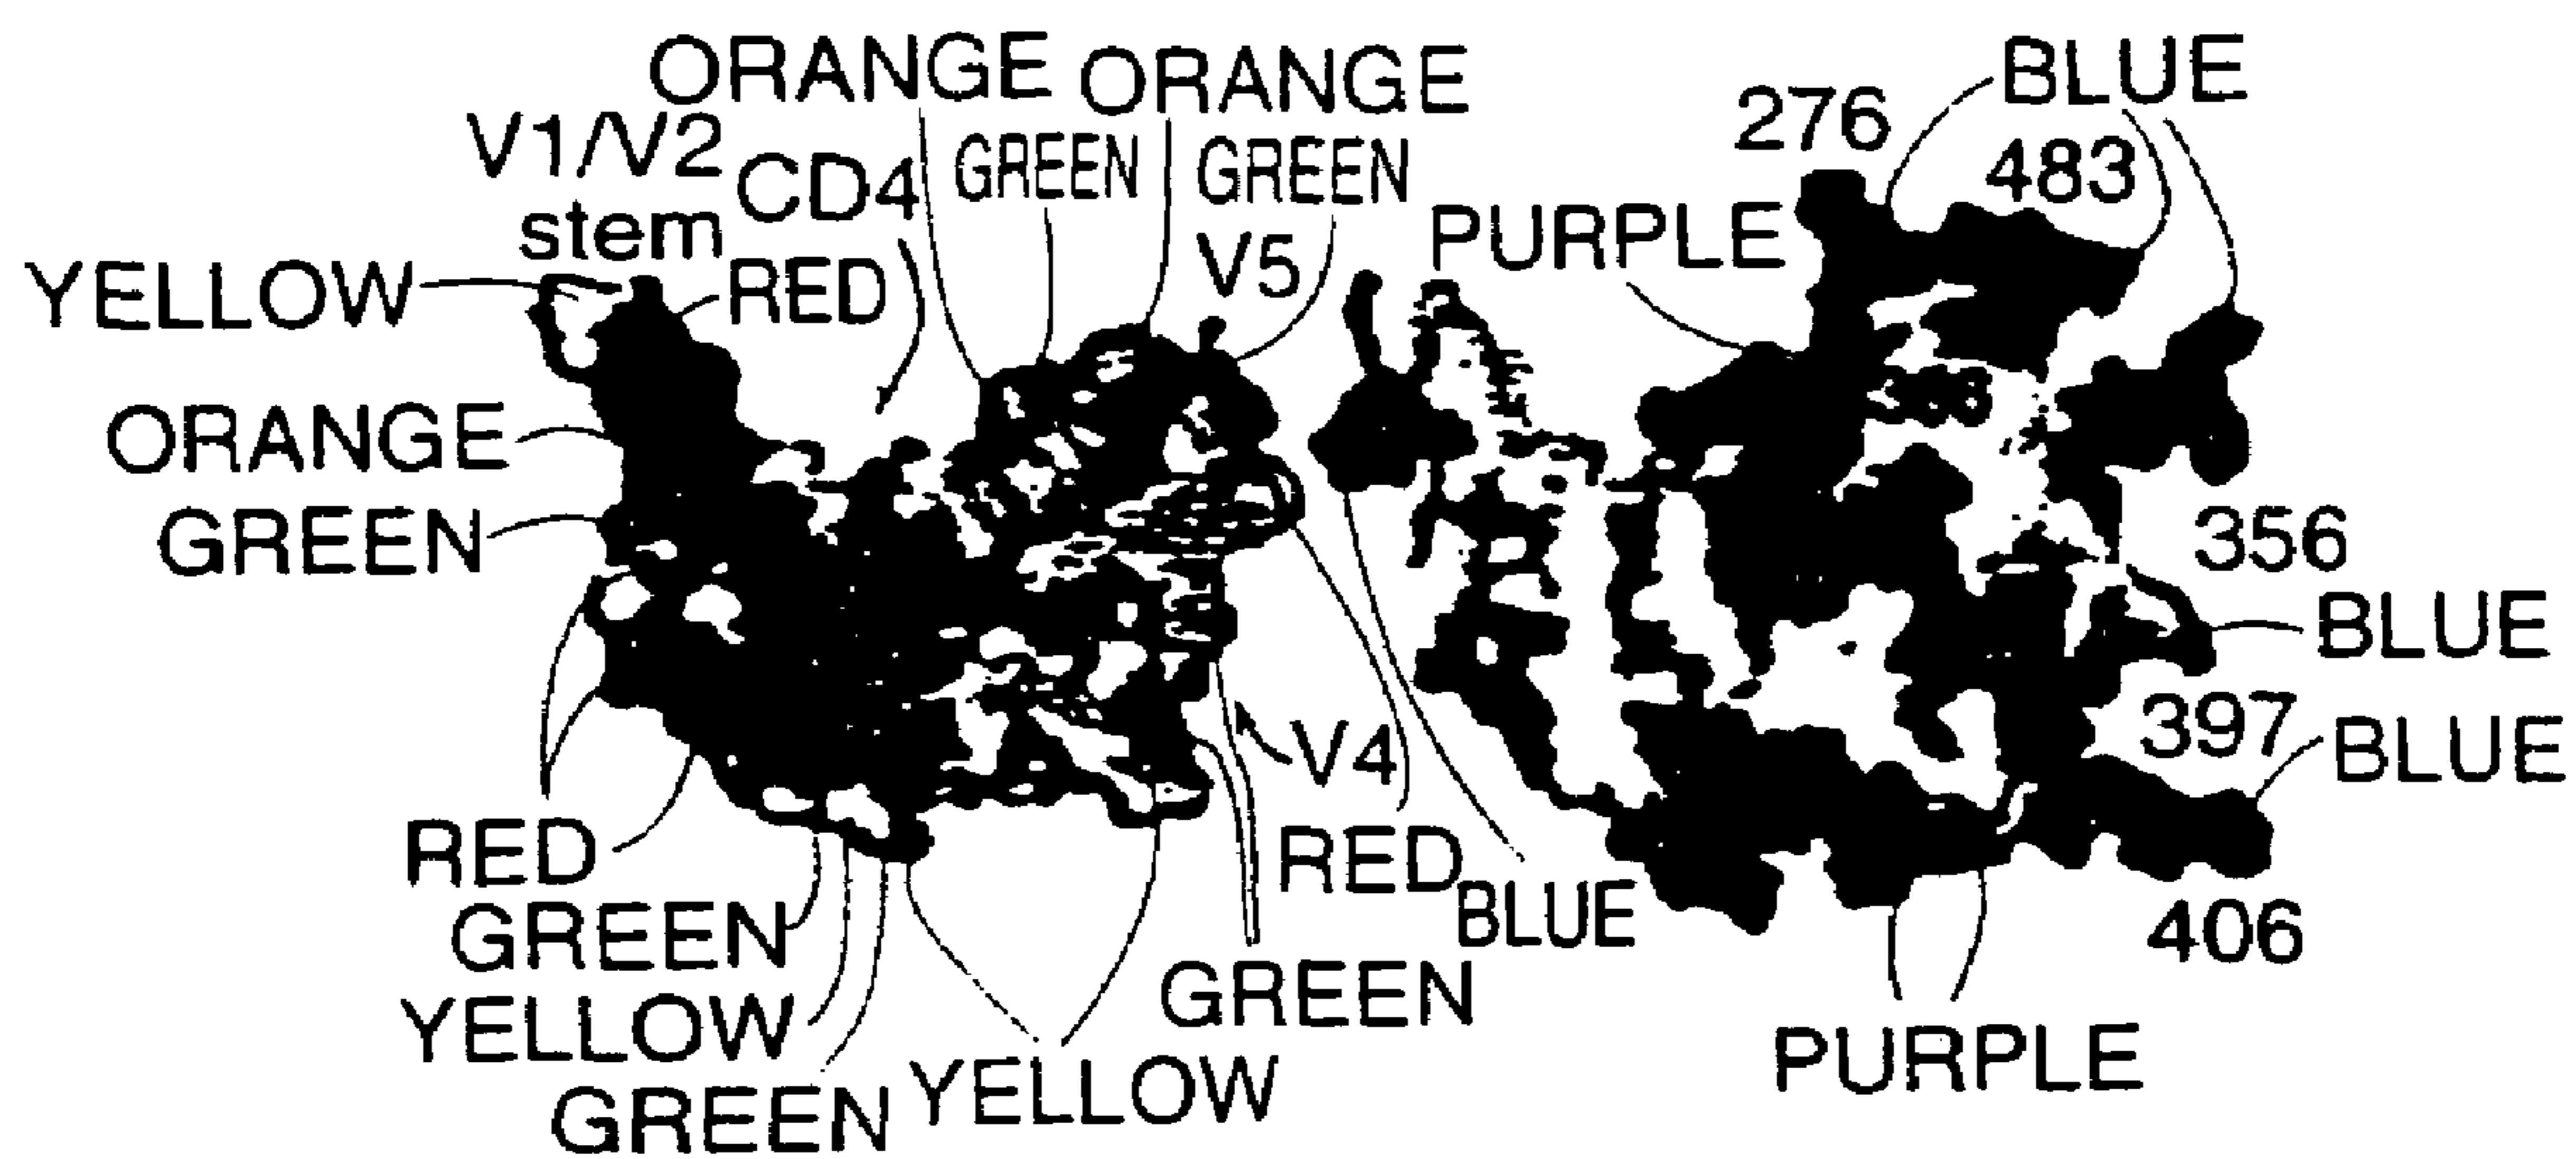 ORANGE ORANGE
BLUE
276
V1/V2
stem
CD4
GREEN
GREEN
483
PURPLE
V5
YELLOW
RED
ORANGE
GREEN
356
BLUE
397
BLUE
V4
RED
RED
BLUE
GREEN
406
GREEN
YELLOW
PURPLE
GREEN
YELLOW